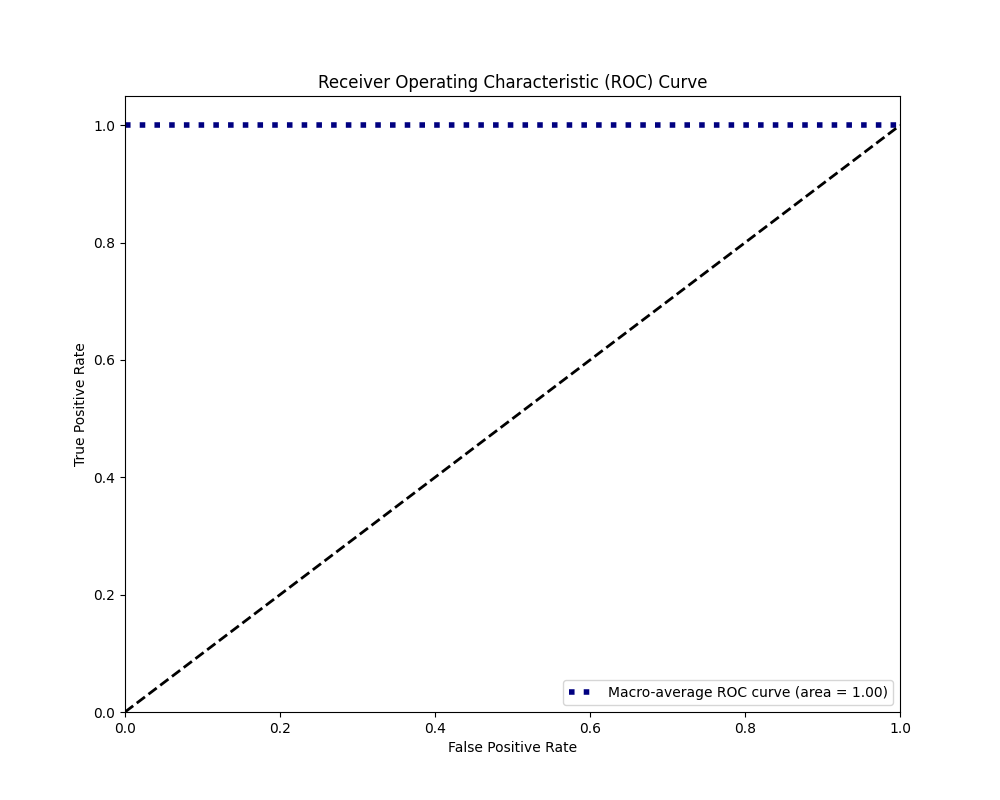 Receiver Operating Characteristic (ROC) Curve
1.0
0.8
0.6
0.4
0.2
0.0
True Positive Rate
Macro-average ROC curve (area = 1.00)
0.0 0.2 0.4 0.6 0.8 1.0
False Positive Rate